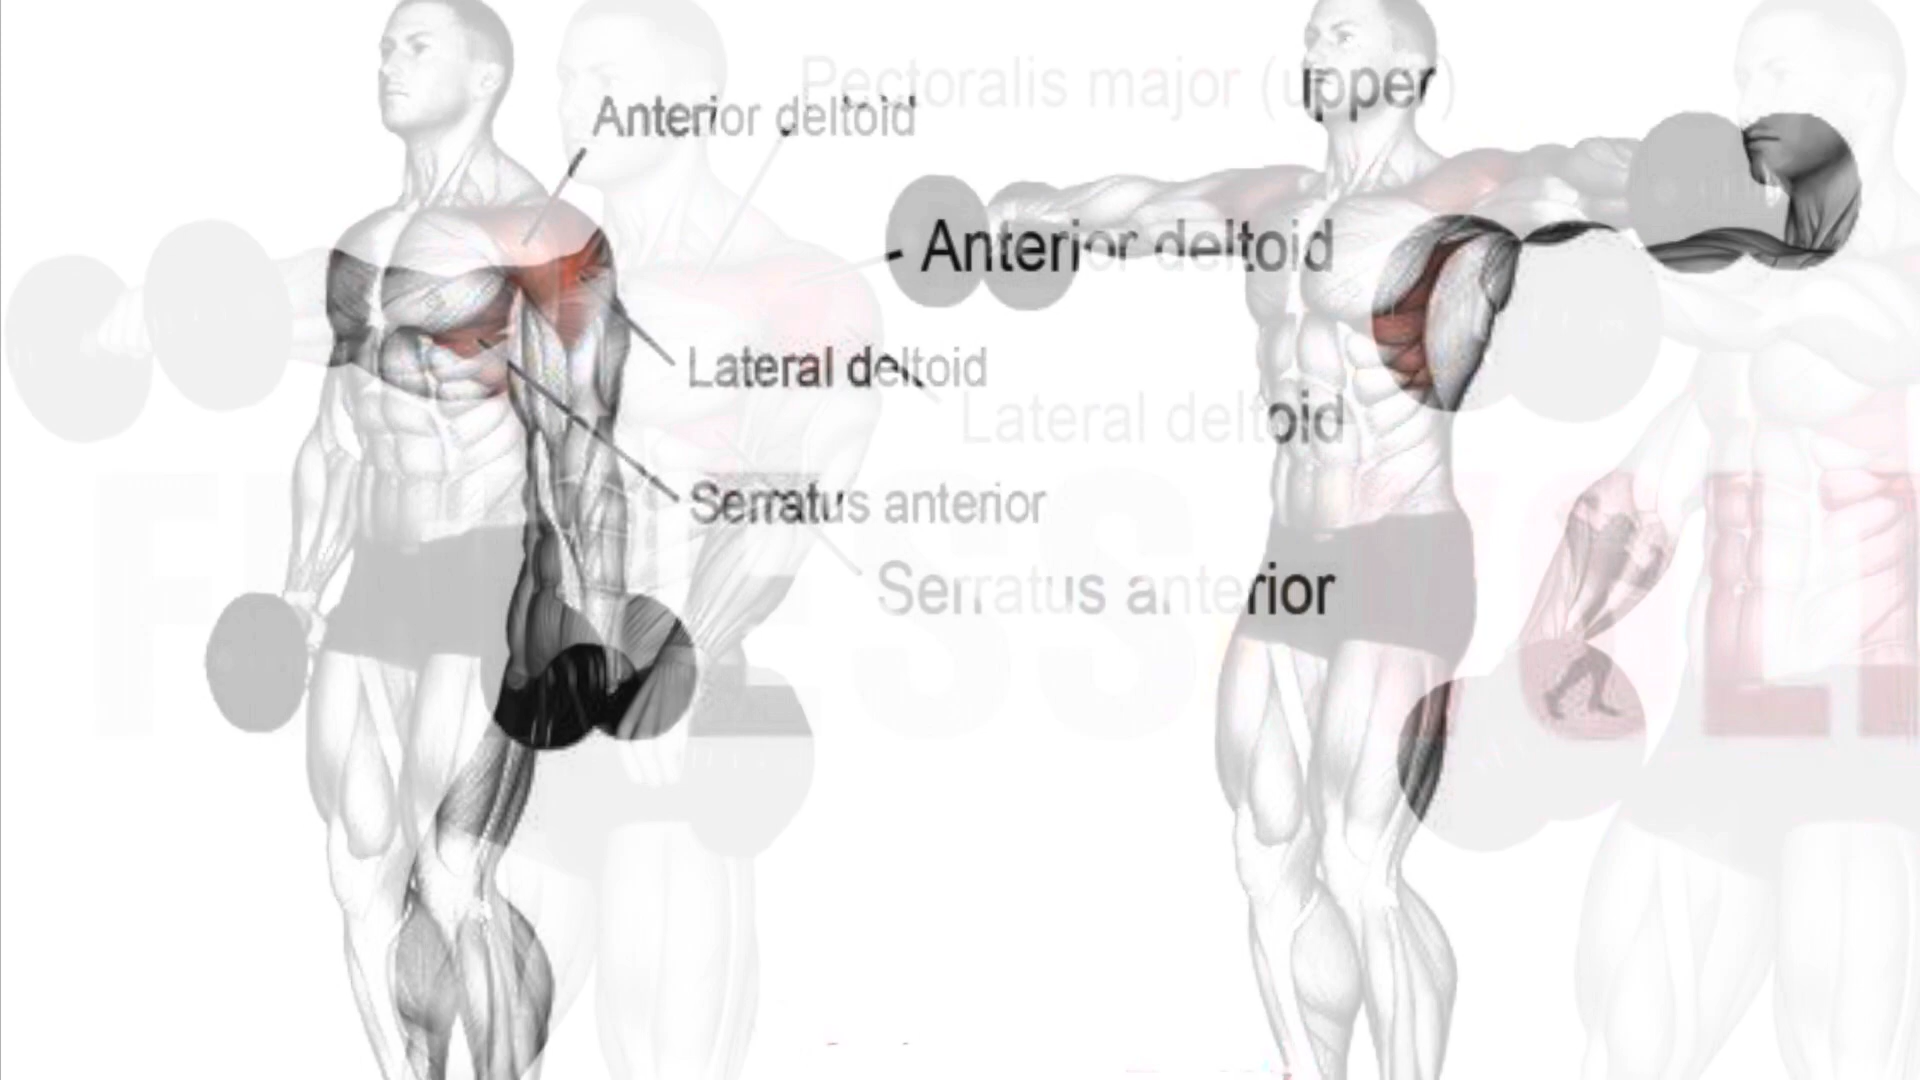 Pectoralis major (upper)
Anterior deltoid
Anterior deltoid
Lateral deltoid
Lateral deltoid
Serratus anterior
Serratus anterior